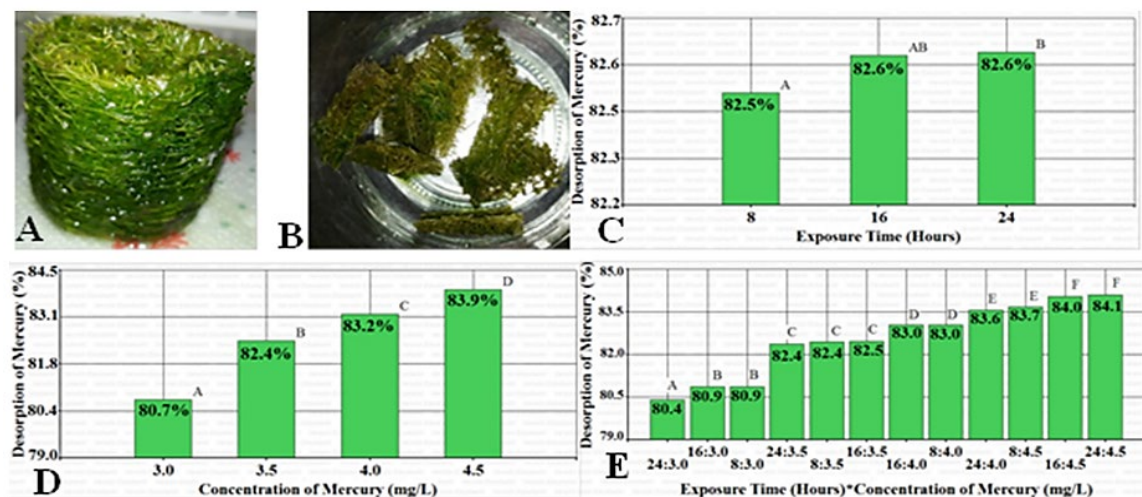 A
B
C
Desorption of Mercury (%)
82.7
82.6
82.5
82.3
82.2
82.5%
A
82.6%
AB
82.6%
B
8
16
24
Exposure Time (Hours)
D
Desorption of Mercury (%)
84.5
83.1
81.8
80.4
79.0
80.7%
A
82.4%
B
83.2%
C
83.9%
D
3.0
3.5
4.0
4.5
Concentration of Mercury (mg/L)
E
Desorption of Mercury (%)
85.0
83.5
82.0
80.5
79.0
80.4
A
80.9
B
80.9
B
82.4
C
82.4
C
82.5
C
83.0
D
83.0
D
83.6
E
83.7
E
84.0
F
84.1
F
24:3.0
16:3.0
8:3.0
24:3.5
8:3.5
16:3.5
16:4.0
8:4.0
24:4.0
8:4.5
16:4.5
24:4.5
Exposure Time (Hours)*Concentration of Mercury (mg/L)